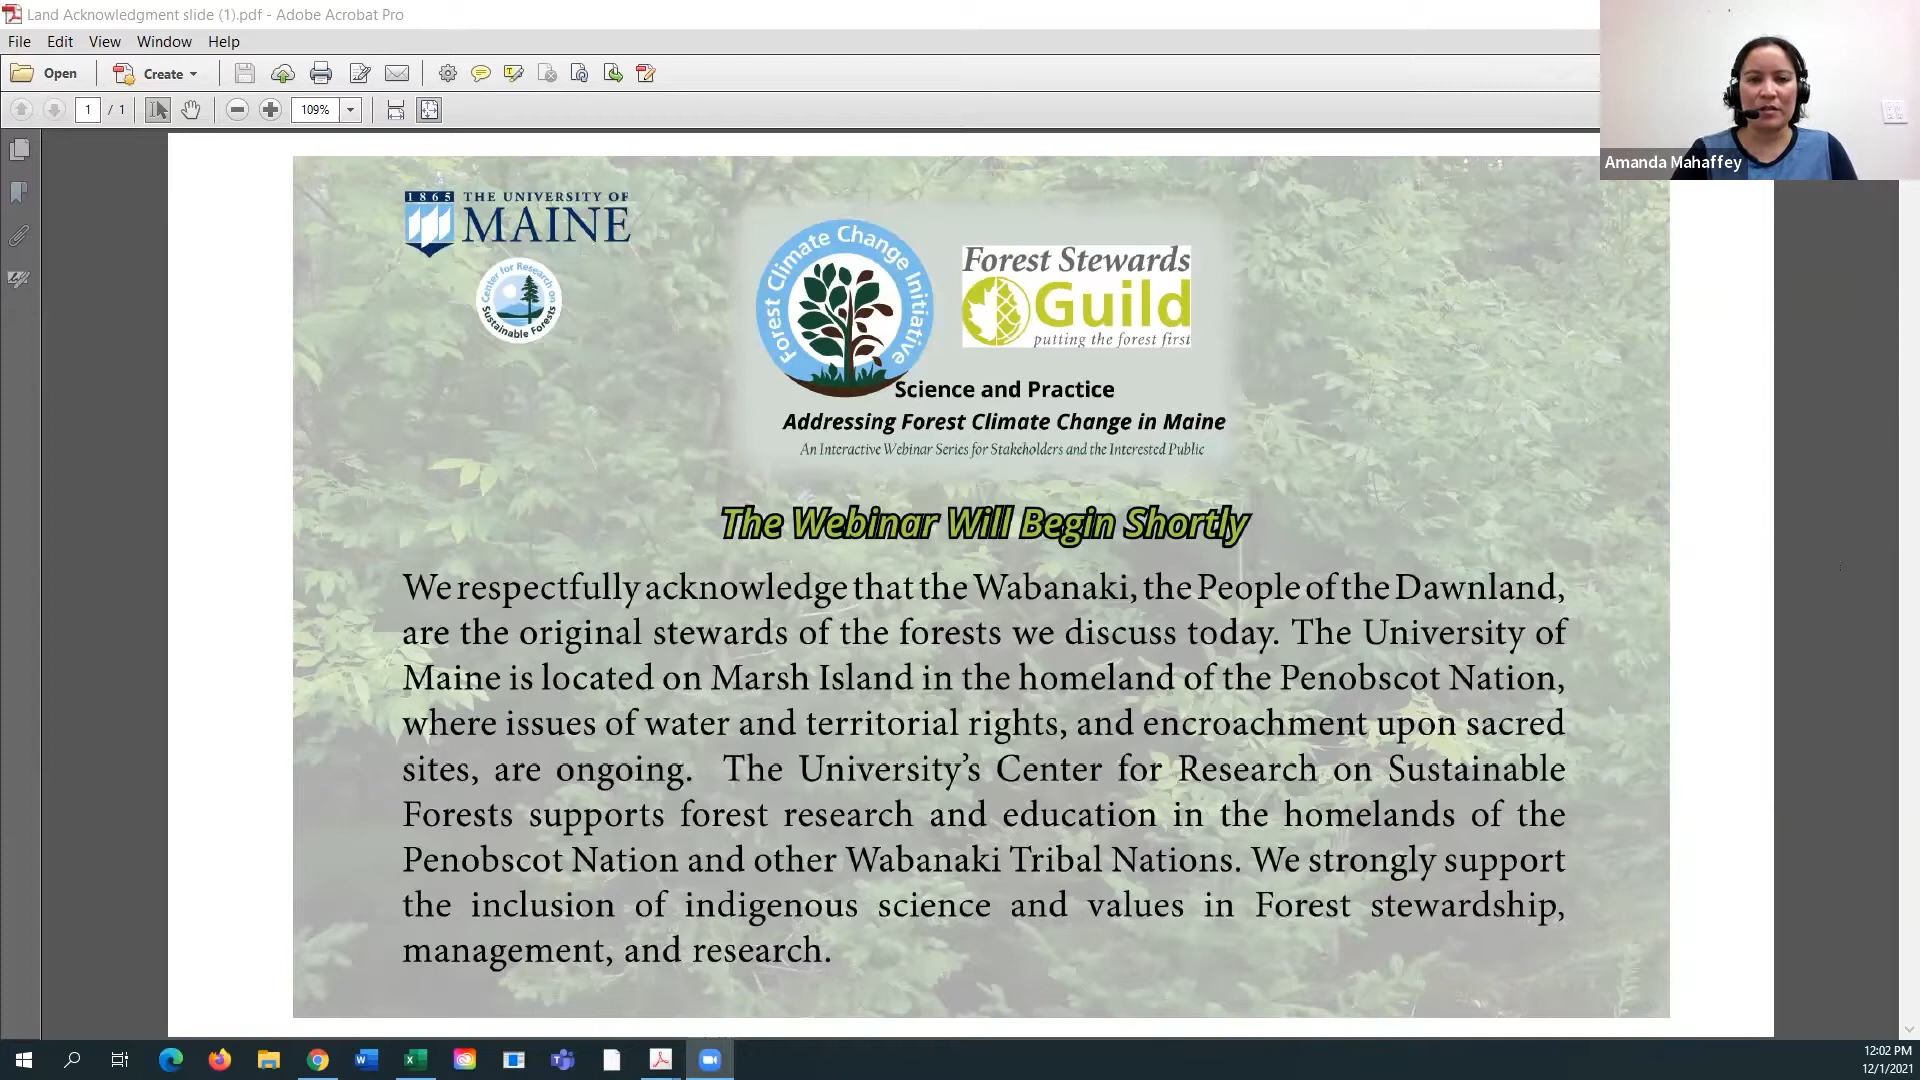 Land Acknowledgment slide (1).pdf - Adobe Acrobat Pro
File Edit View Window Help
Open Create
1 / 1 109%
Amanda Mahaffey
1865 THE UNIVERSITY OF
MAINE
Center for Research on
Sustainable Forests
Forest Climate Change Initiative
Forest Stewards
Guild
putting the forest first
Science and Practice
Addressing Forest Climate Change in Maine
An Interactive Webinar Series for Stakeholders and the Interested Public
The Webinar Will Begin Shortly
We respectfully acknowledge that the Wabanaki, the People of the Dawnland,
are the original stewards of the forests we discuss today. The University of
Maine is located on Marsh Island in the homeland of the Penobscot Nation,
where issues of water and territorial rights, and encroachment upon sacred
sites, are ongoing. The University’s Center for Research on Sustainable
Forests supports forest research and education in the homelands of the
Penobscot Nation and other Wabanaki Tribal Nations. We strongly support
the inclusion of indigenous science and values in Forest stewardship,
management, and research.
12:02 PM
12/1/2021